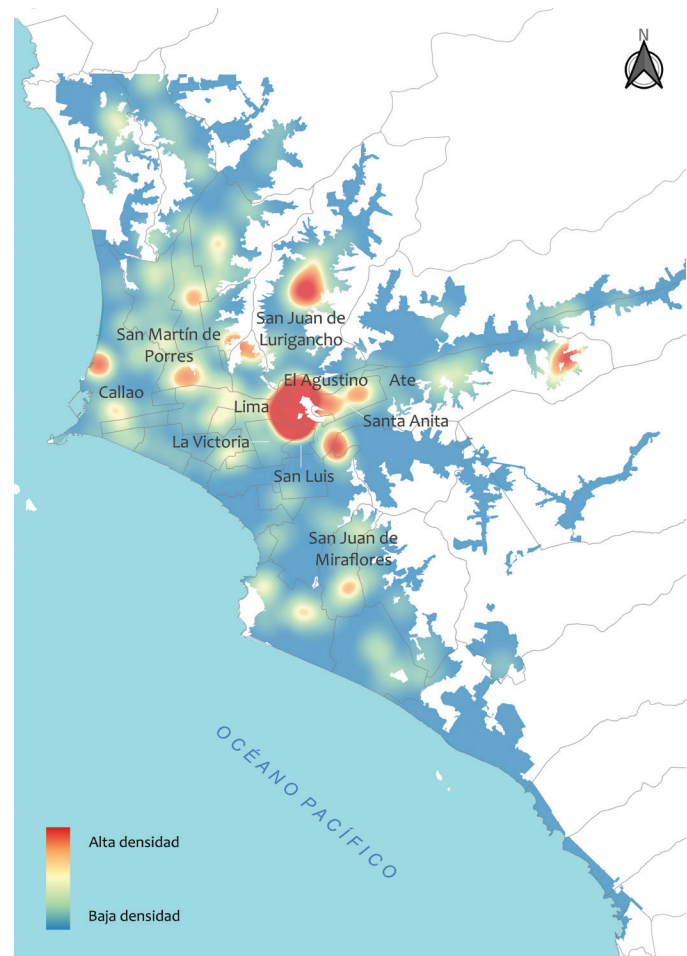 N
San Juan de
Lurigancho
San Martín de
Porres
El Agustino
Ate
Callao
Lima
Santa Anita
La Victoria
San Luis
San Juan de
Miraflores
OCÉANO PACÍFICO
Alta densidad
Baja densidad